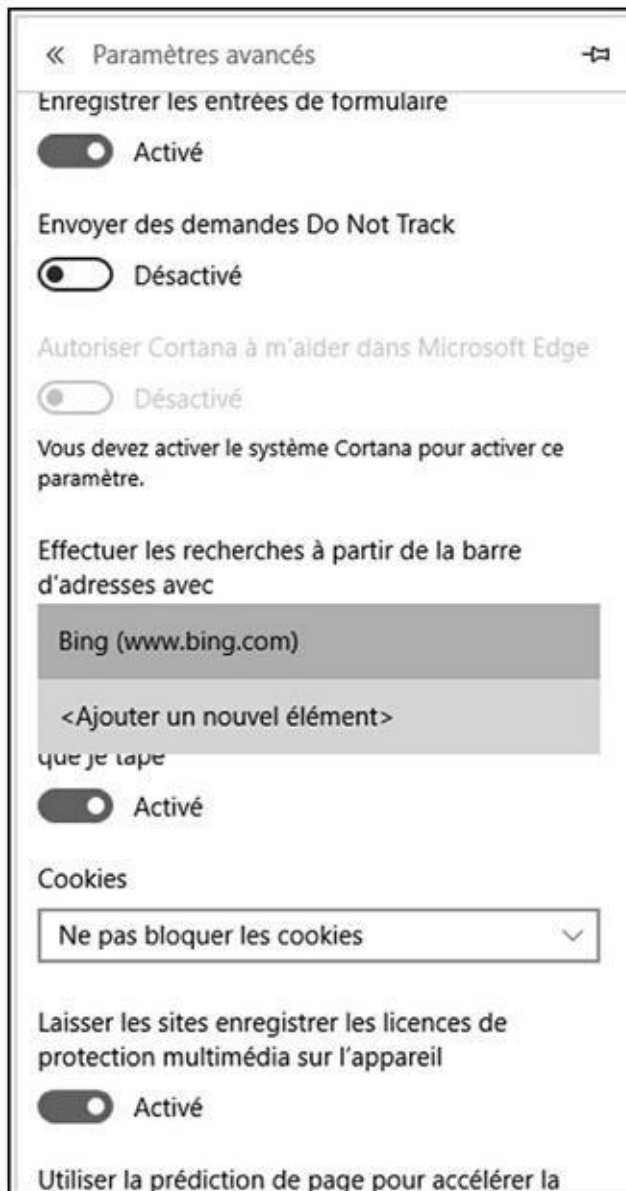 « Paramètres avancés
Enregistrer les entrées de formulaire
Activé
Envoyer des demandes Do Not Track
Désactivé
Autoriser Cortana à m'aider dans Microsoft Edge
Désactivé
Vous devez activer le système Cortana pour activer ce
paramètre.
Effectuer les recherches à partir de la barre
d'adresses avec
Bing (www.bing.com)
<Ajouter un nouvel élément>
que je tape
Activé
Cookies
Ne pas bloquer les cookies
Laisser les sites enregistrer les licences de
protection multimédia sur l'appareil
Activé
Utiliser la prédiction de page pour accélérer la